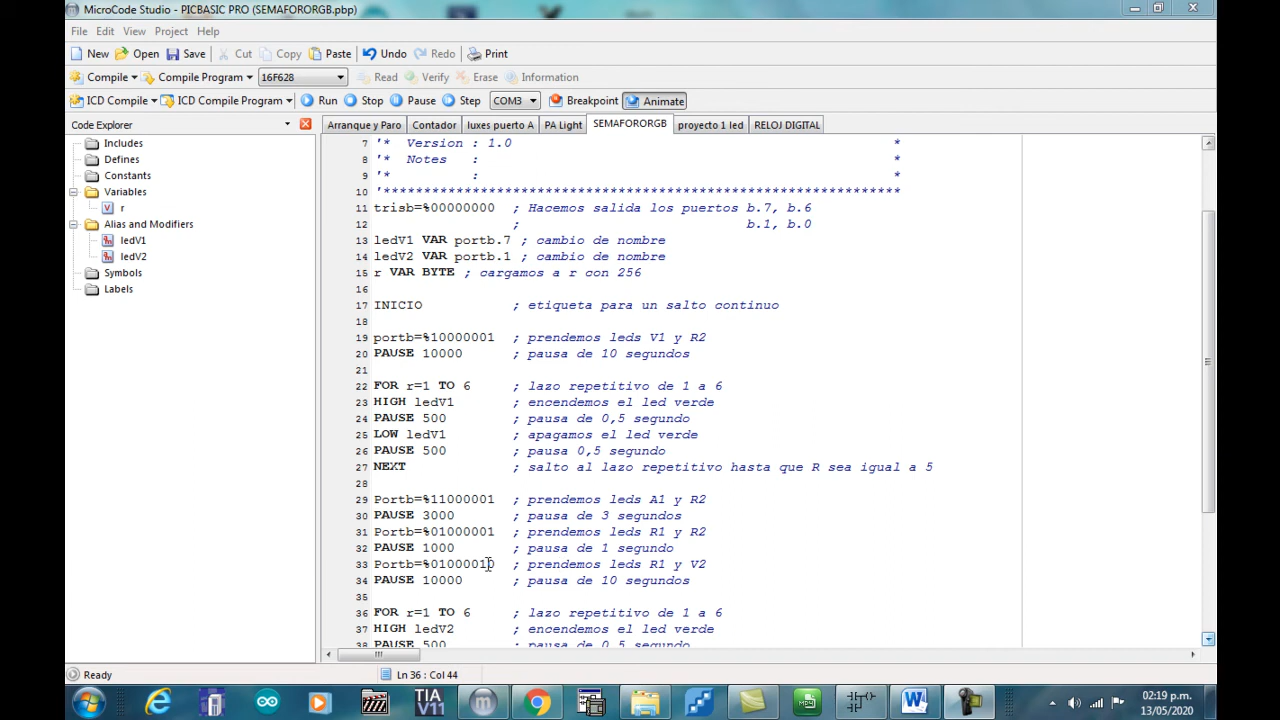 MicroCode Studio - PICBASIC PRO (SEMAFORORGB.pbp)
File Edit View Project Help
New Open Save Cut Copy Paste Undo Redo Print
Compile Compile Program 16F628 Read Verify Erase Information
ICD Compile ICD Compile Program Run Stop Pause Step COM3 Breakpoint Animate
Code Explorer
Arranque y Paro Contador luxes puerto A PA Light SEMAFORORGB proyecto 1 led RELOJ DIGITAL
Includes
Defines
Constants
Variables
r
Alias and Modifiers
ledV1
ledV2
Symbols
Labels
7 '* Version : 1.0 *
8 '* Notes : *
9 '* : *
10 '****************************************************************
11 trisb=%00000000 ; Hacemos salida los puertos b.7, b.6
12 ; b.1, b.0
13 ledV1 VAR portb.7 ; cambio de nombre
14 ledV2 VAR portb.1 ; cambio de nombre
15 r VAR BYTE ; cargamos a r con 256
16
17 INICIO ; etiqueta para un salto continuo
18
19 portb=%10000001 ; prendemos leds V1 y R2
20 PAUSE 10000 ; pausa de 10 segundos
21
22 FOR r=1 TO 6 ; lazo repetitivo de 1 a 6
23 HIGH ledV1 ; encendemos el led verde
24 PAUSE 500 ; pausa de 0,5 segundo
25 LOW ledV1 ; apagamos el led verde
26 PAUSE 500 ; pausa 0,5 segundo
27 NEXT ; salto al lazo repetitivo hasta que R sea igual a 5
28
29 Portb=%11000001 ; prendemos leds A1 y R2
30 PAUSE 3000 ; pausa de 3 segundos
31 Portb=%01000001 ; prendemos leds R1 y R2
32 PAUSE 1000 ; pausa de 1 segundo
33 Portb=%01000010 ; prendemos leds R1 y V2
34 PAUSE 10000 ; pausa de 10 segundos
35
36 FOR r=1 TO 6 ; lazo repetitivo de 1 a 6
37 HIGH ledV2 ; encendemos el led verde
38 PAUSE 500 ; pausa de 0,5 segundo
Ready Ln 36 : Col 44
TIA
V11
02:19 p.m.
13/05/2020